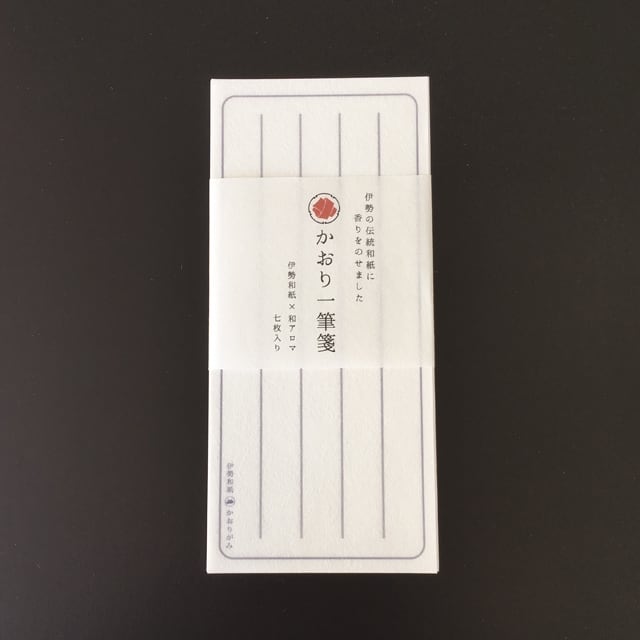 伊勢の伝統和紙に
香りをのせました
かおり一筆箋
伊勢和紙×和アロマ
七枚入り
伊勢和紙 かおりがみ